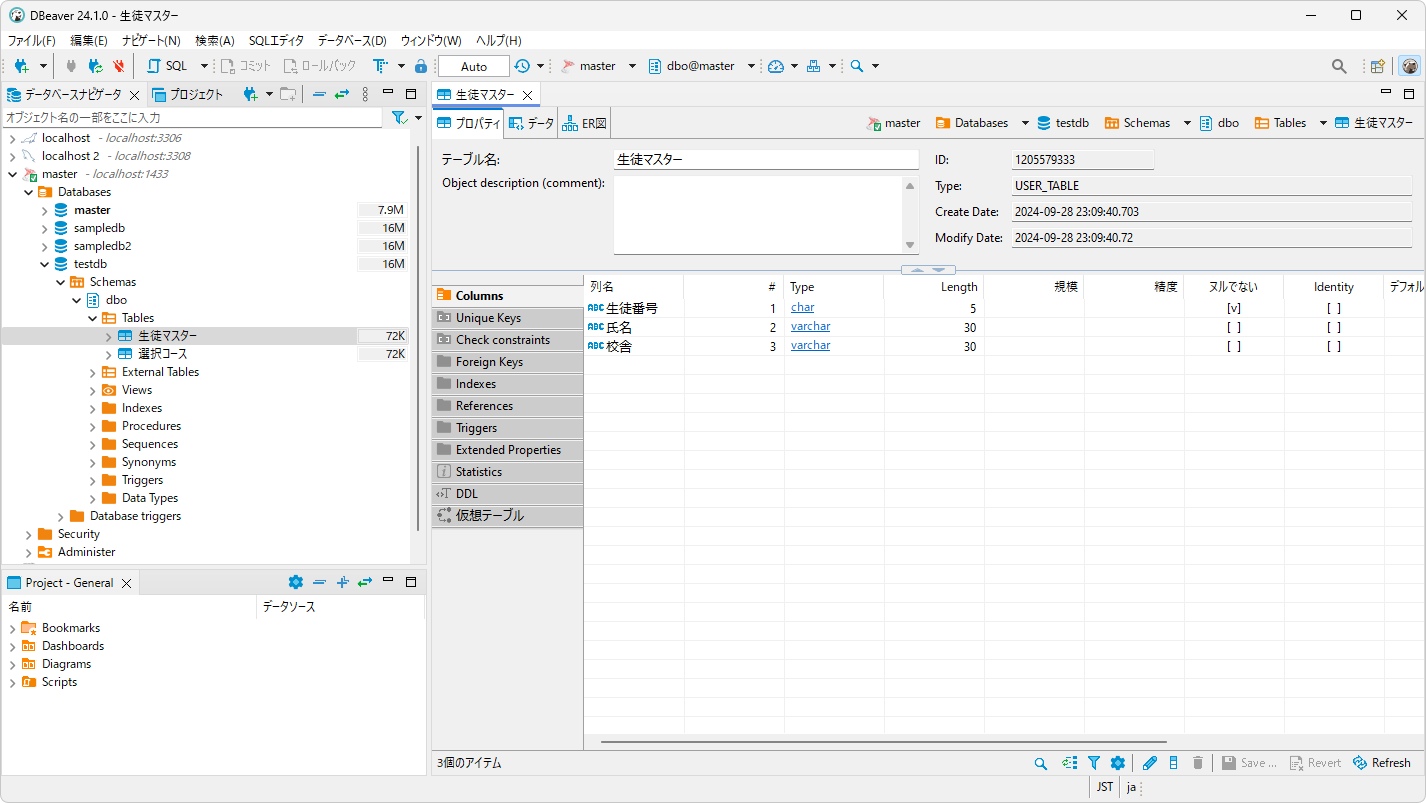 DBeaver 24.1.0 - 生徒マスター
ファイル(F) 編集(E) ナビゲート(N) 検索(A) SQLエディタ データベース(D) ウィンドウ(W) ヘルプ(H)
SQL コミット ロールバック Auto master dbo@master
データベースナビゲータ プロジェクト
オブジェクト名の一部をここに入力
localhost - localhost:3306
localhost 2 - localhost:3308
master - localhost:1433
Databases
master 7.9M
sampledb 16M
sampledb2 16M
testdb 16M
Schemas
dbo
Tables
生徒マスター 72K
選択コース 72K
External Tables
Views
Indexes
Procedures
Sequences
Synonyms
Triggers
Data Types
Database triggers
Security
Administer
Project - General
名前 データソース
Bookmarks
Dashboards
Diagrams
Scripts
生徒マスター
プロパティ データ ER図
master Databases testdb Schemas dbo Tables 生徒マスター
テーブル名: 生徒マスター
Object description (comment):
ID: 1205579333
Type: USER_TABLE
Create Date: 2024-09-28 23:09:40.703
Modify Date: 2024-09-28 23:09:40.72
Columns
Unique Keys
Check constraints
Foreign Keys
Indexes
References
Triggers
Extended Properties
Statistics
DDL
仮想テーブル
列名 # Type Length 規模 精度 ヌルでない Identity デフォル
ABC 生徒番号 1 char 5 [v] [ ]
ABC 氏名 2 varchar 30 [ ] [ ]
ABC 校舎 3 varchar 30 [ ] [ ]
3個のアイテム
Save ... Revert Refresh
JST ja